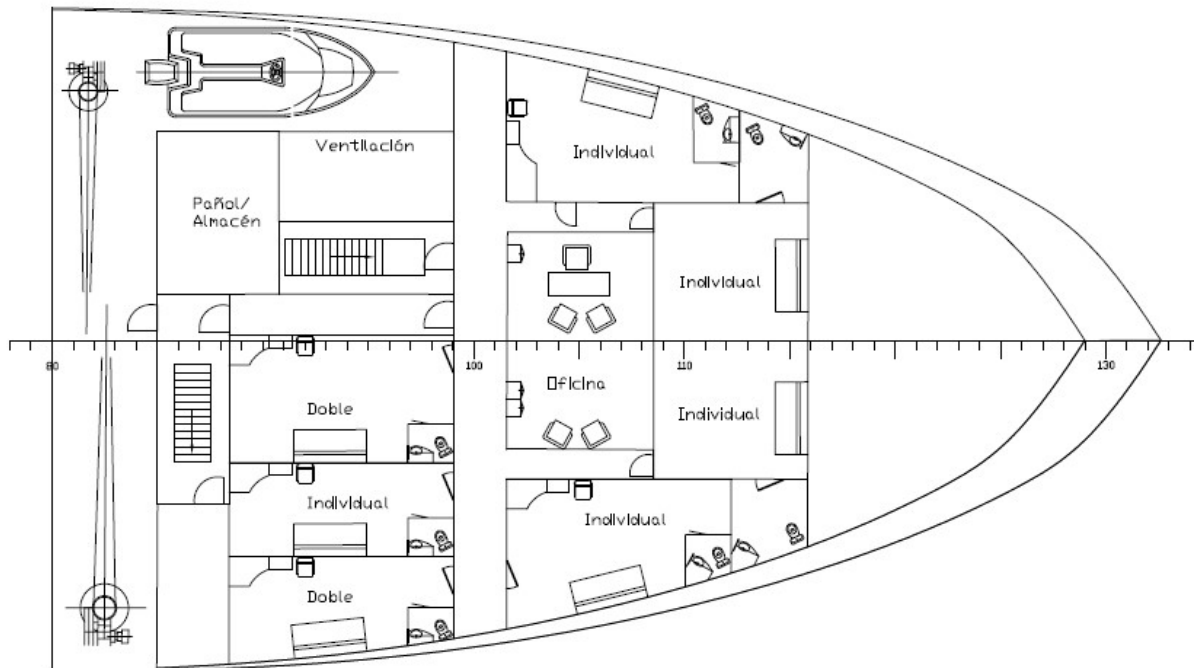 Ventilación
Individual
Pañol/
Almacén
Individual
80
100
110
130
Oficina
Doble
Individual
Individual
Individual
Doble